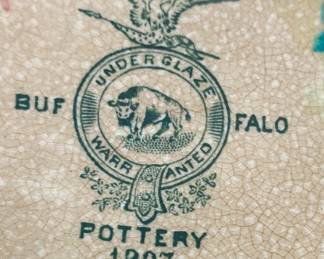 UNDERGLAZE
BUF FALO
WARRANTED
POTTERY